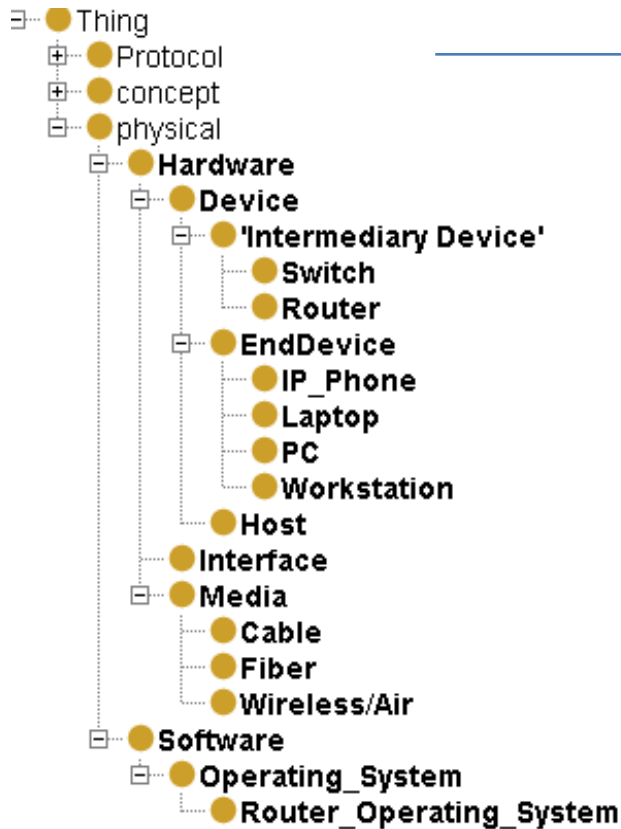 Thing
Protocol
concept
physical
Hardware
Device
'Intermediary Device'
Switch
Router
EndDevice
IP_Phone
Laptop
PC
Workstation
Host
Interface
Media
Cable
Fiber
Wireless/Air
Software
Operating_System
Router_Operating_System